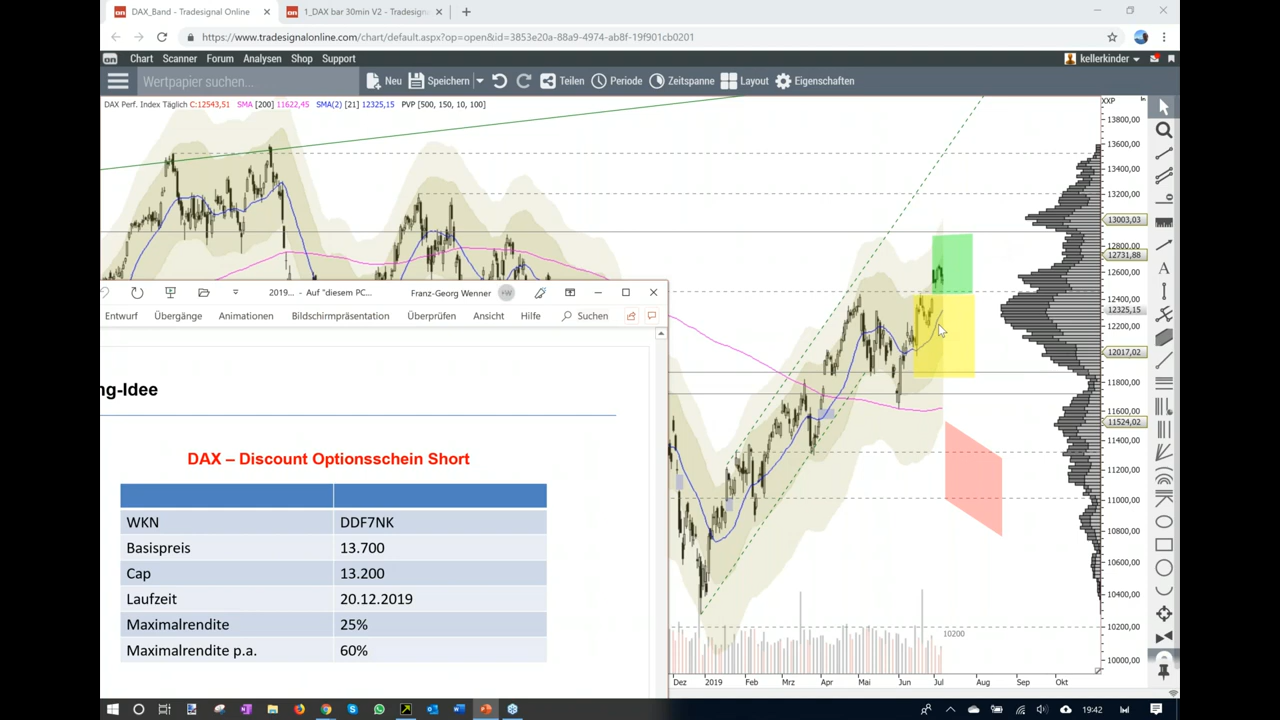 DAX_Band - Tradesignal Online
1_DAX bar 30min V2 - Tradesign
https://www.tradesignalonline.com/chart/default.aspx?op=open&id=3853e20a-88a9-4974-ab8f-19f901cb0201
on Chart Scanner Forum Analysen Shop Support
kellerkinder
Wertpapier suchen...
Neu Speichern Teilen Periode Zeitspanne Layout Eigenschaften
DAX Perf. Index Täglich C:12543,51 SMA [200] 11622,45 SMA(2) [21] 12325,15 PVP [500, 150, 10, 100]
XXP
13800,00
13600,00
13400,00
13200,00
13003,03
12800,00
12731,88
12600,00
12400,00
12325,15
12200,00
12017,02
11800,00
11600,00
11524,02
11400,00
11200,00
11000,00
10800,00
10600,00
10400,00
10200,00
10000,00
10200
Dez 2019 Feb Mrz Apr Mai Jun Jul Aug Sep Okt
2019... - Auf "diesem...
Franz-Georg Wenner
FW
Entwurf Übergänge Animationen Bildschirmpräsentation Überprüfen Ansicht Hilfe Suchen
ng-Idee
DAX – Discount Optionsschein Short
WKN DDF7NK
Basispreis 13.700
Cap 13.200
Laufzeit 20.12.2019
Maximalrendite 25%
Maximalrendite p.a. 60%
19:42